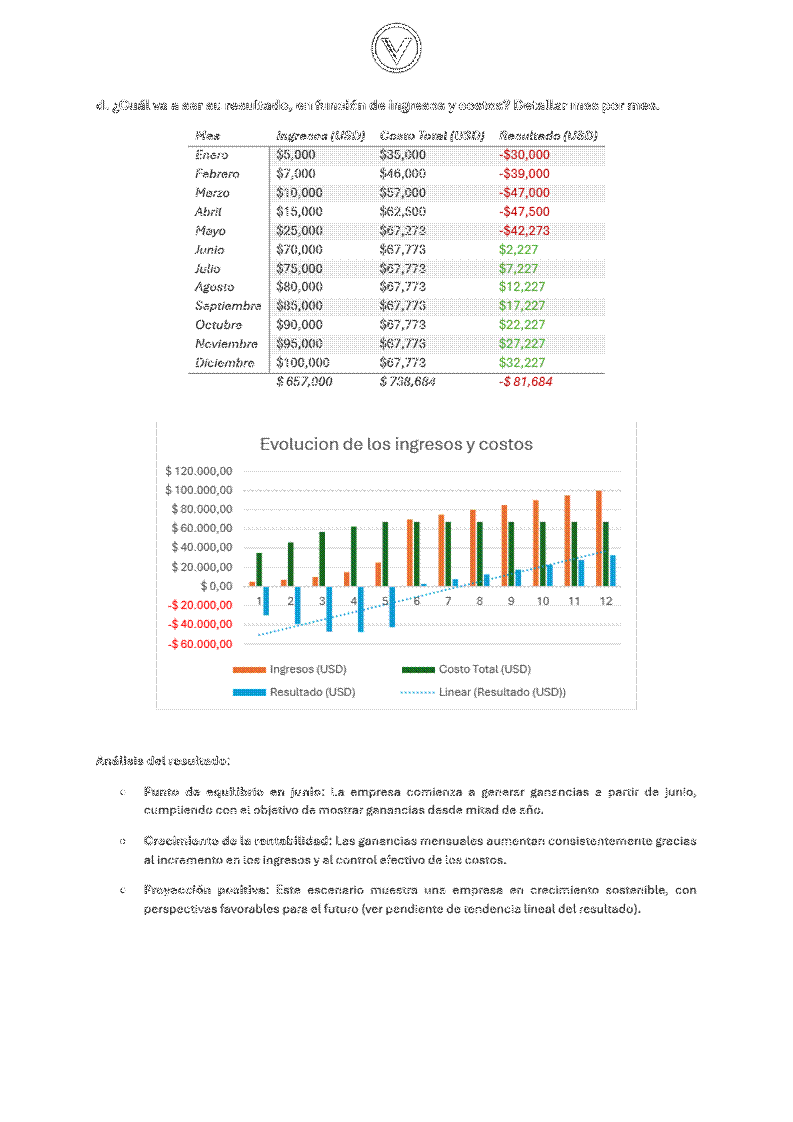 d. ¿Cuál va a ser su resultado, en función de ingresos y costos? Detallar mes por mes.
Mes Ingresos (USD) Costo Total (USD) Resultado (USD)
Enero $5,000 $35,000 -$30,000
Febrero $7,000 $46,000 -$39,000
Marzo $10,000 $57,000 -$47,000
Abril $15,000 $62,500 -$47,500
Mayo $25,000 $67,273 -$42,273
Junio $70,000 $67,773 $2,227
Julio $75,000 $67,773 $7,227
Agosto $80,000 $67,773 $12,227
Septiembre $85,000 $67,773 $17,227
Octubre $90,000 $67,773 $22,227
Noviembre $95,000 $67,773 $27,227
Diciembre $100,000 $67,773 $32,227
$ 657,000 $ 738,684 -$ 81,684
Evolucion de los ingresos y costos
$ 120.000,00
$ 100.000,00
$ 80.000,00
$ 60.000,00
$ 40.000,00
$ 20.000,00
$ 0,00
-$ 20.000,00
-$ 40.000,00
-$ 60.000,00
1 2 3 4 5 6 7 8 9 10 11 12
Ingresos (USD) Costo Total (USD)
Resultado (USD) Linear (Resultado (USD))
Análisis del resultado:
o Punto de equilibrio en junio: La empresa comienza a generar ganancias a partir de junio,
cumpliendo con el objetivo de mostrar ganancias desde mitad de año.
o Crecimiento de la rentabilidad: Las ganancias mensuales aumentan consistentemente gracias
al incremento en los ingresos y al control efectivo de los costos.
o Proyección positiva: Este escenario muestra una empresa en crecimiento sostenible, con
perspectivas favorables para el futuro (ver pendiente de tendencia lineal del resultado).